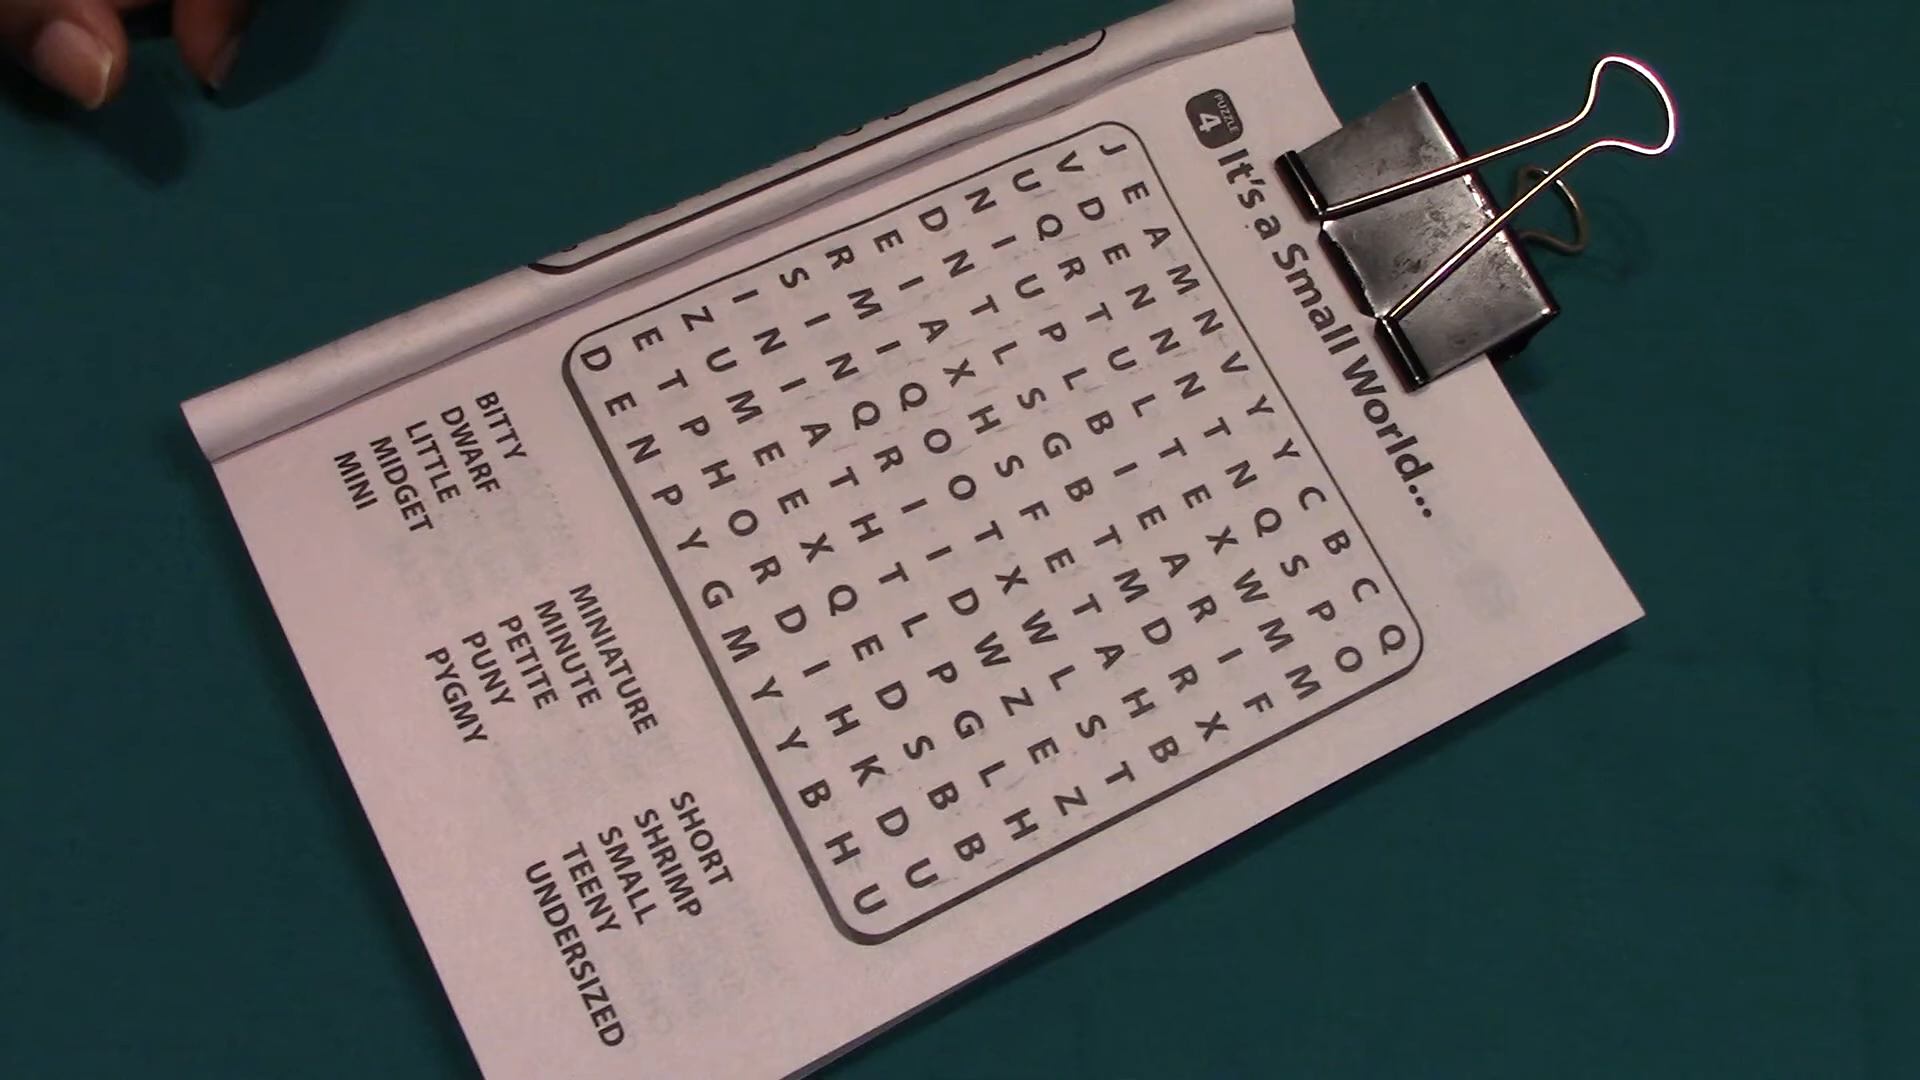 PUZZLE
4
It's a Small World...
J E A M N V Y Y C B C Q
V D E N N N T N Q S P O
U Q R T U L T E X W M M
N I U P L B I E A R I F
D N T L S G B T M D R X
E I A X H S F E T A H B
R M I Q O O T X W L S T
S I N Q R I I D W Z E Z
I N I A T H T L P G L H
Z U M E E X Q E D S B B
E T P H O R D I H K D U
D E N P Y G M Y Y B H U
BITTY
DWARF
LITTLE
MIDGET
MINI
MINIATURE
MINUTE
PETITE
PUNY
PYGMY
SHORT
SHRIMP
SMALL
TEENY
UNDERSIZED